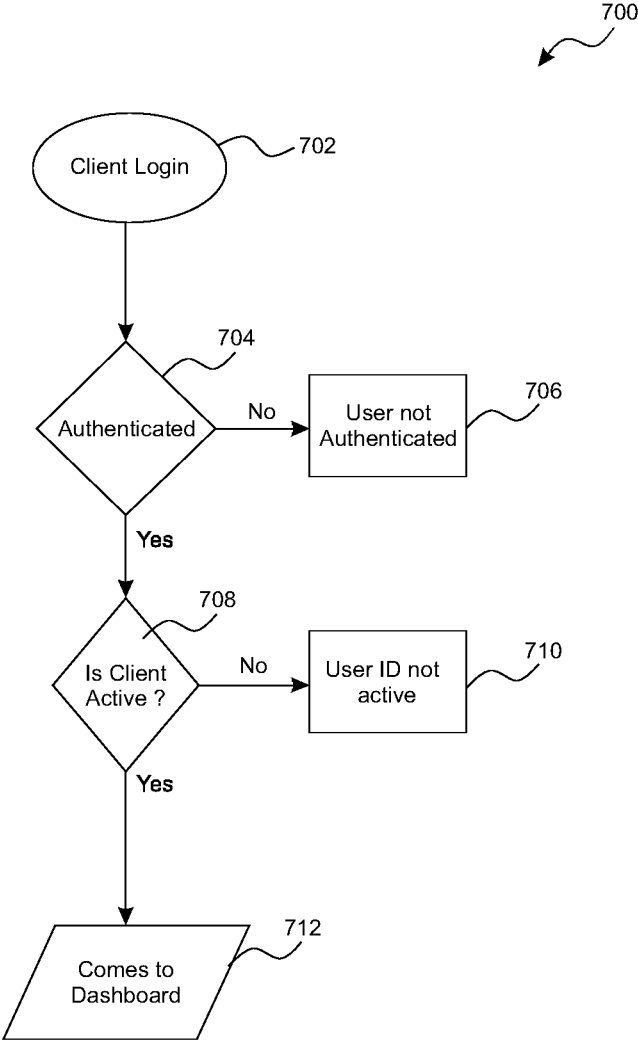 700
Client Login
702
704
Authenticated
No
User not
Authenticated
706
Yes
708
Is Client
Active ?
No
User ID not
active
710
Yes
712
Comes to
Dashboard